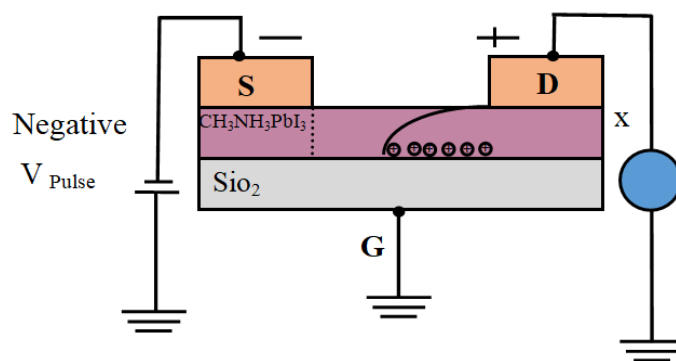 − +
S D
CH₃NH₃PbI₃ x
Negative
V Pulse
Sio₂
G